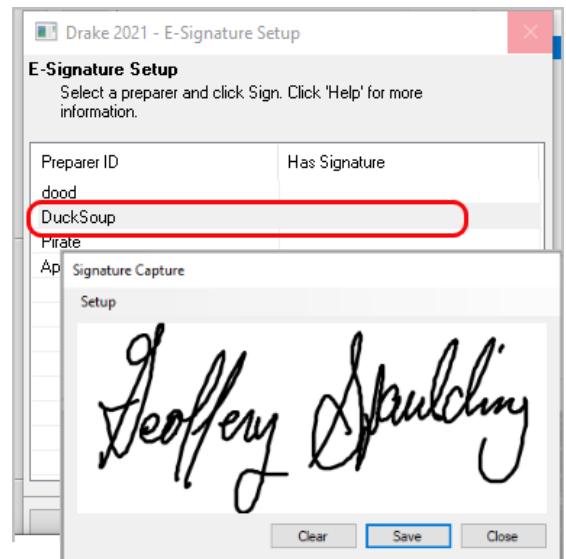 Drake 2021 - E-Signature Setup
E-Signature Setup
Select a preparer and click Sign. Click 'Help' for more
information.
Preparer ID Has Signature
dood
DuckSoup
Pirate
Ap
Signature Capture
Setup
Geoffery Spaulding
Clear Save Close